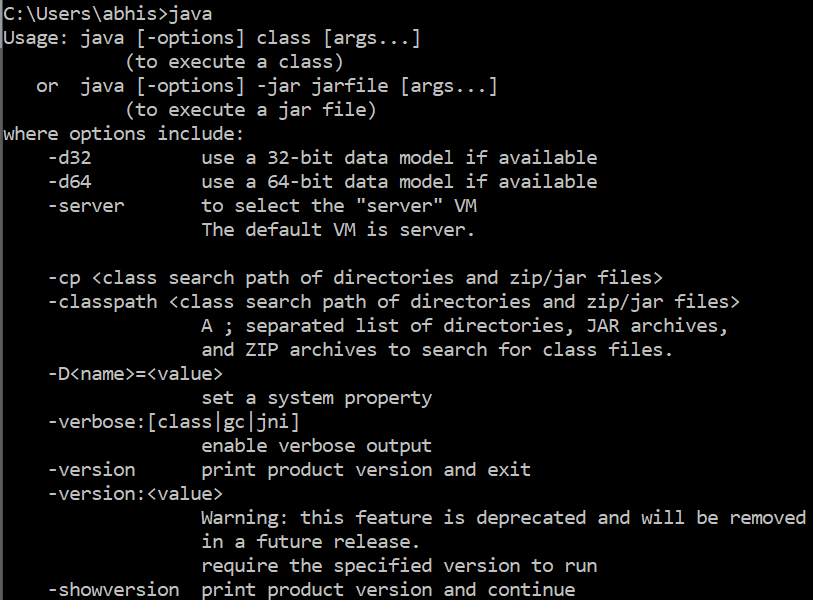 C:\Users\abhis>java
Usage: java [-options] class [args...]
           (to execute a class)
   or  java [-options] -jar jarfile [args...]
           (to execute a jar file)
where options include:
    -d32          use a 32-bit data model if available
    -d64          use a 64-bit data model if available
    -server       to select the "server" VM
                  The default VM is server.

    -cp <class search path of directories and zip/jar files>
    -classpath <class search path of directories and zip/jar files>
                  A ; separated list of directories, JAR archives,
                  and ZIP archives to search for class files.
    -D<name>=<value>
                  set a system property
    -verbose:[class|gc|jni]
                  enable verbose output
    -version      print product version and exit
    -version:<value>
                  Warning: this feature is deprecated and will be removed
                  in a future release.
                  require the specified version to run
    -showversion  print product version and continue